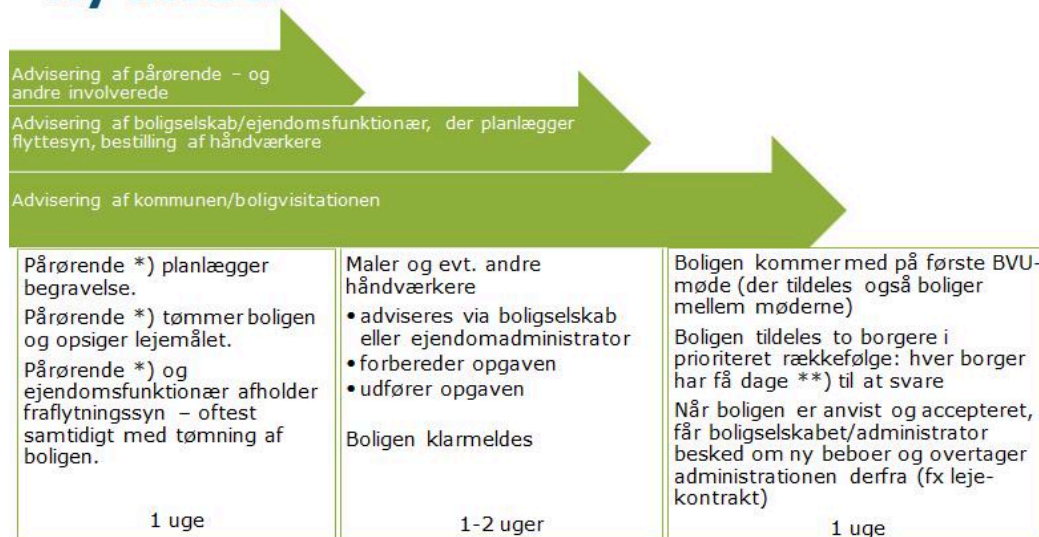 Advisering af pårørende – og
andre involverede
Advisering af boligselskab/ejendomsfunktionær, der planlægger
flyttesyn, bestilling af håndværkere
Advisering af kommunen/boligvisitationen
Pårørende *) planlægger
begravelse.
Pårørende *) tømmer boligen
og opsiger lejemålet.
Pårørende *) og
ejendomsfunktionær afholder
fraflytningssyn – oftest
samtidigt med tømning af
boligen.
1 uge
Maler og evt. andre
håndværkere
• adviseres via boligselskab
eller ejendomadministrator
• forbereder opgaven
• udfører opgaven
Boligen klarmeldes
1-2 uger
Boligen kommer med på første BVU-
møde (der tildeles også boliger
mellem møderne)
Boligen tildeles to borgere i
prioriteret rækkefølge: hver borger
har få dage **) til at svare
Når boligen er anvist og accepteret,
får boligselskabet/administrator
besked om ny beboer og overtager
administrationen derfra (fx leje-
kontrakt)
1 uge